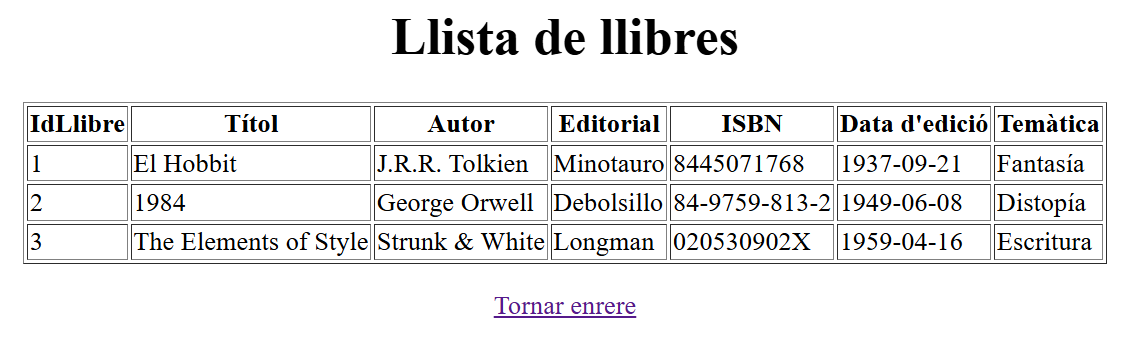 Llista de llibres
IdLlibre Títol Autor Editorial ISBN Data d'edició Temàtica
1 El Hobbit J.R.R. Tolkien Minotauro 8445071768 1937-09-21 Fantasía
2 1984 George Orwell Debolsillo 84-9759-813-2 1949-06-08 Distopía
3 The Elements of Style Strunk & White Longman 020530902X 1959-04-16 Escritura
Tornar enrere